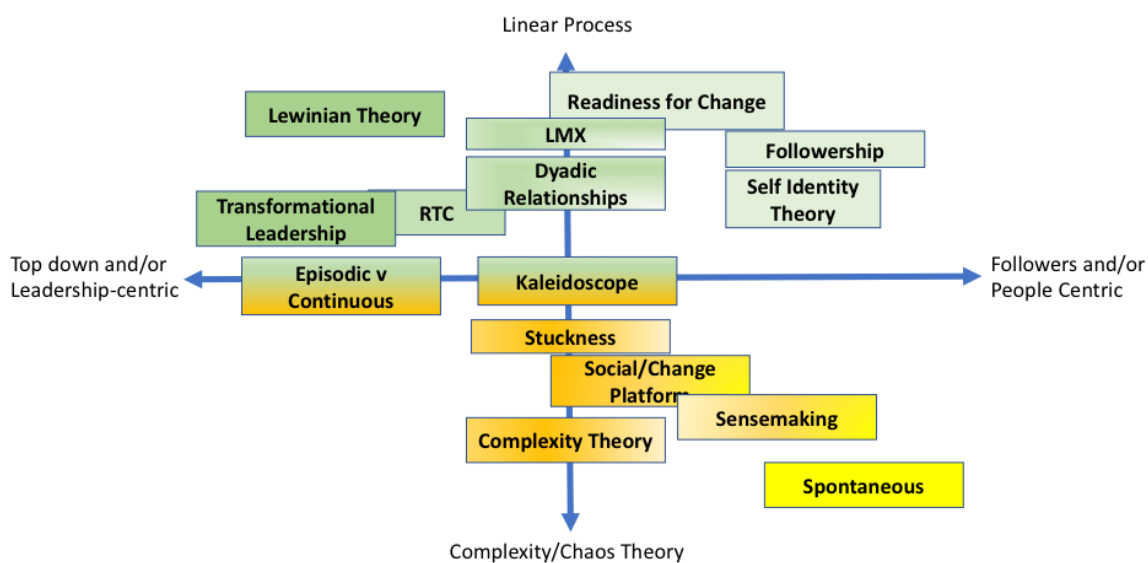 Linear Process
Readiness for Change
Lewinian Theory
LMX
Followership
Dyadic
Relationships
Self Identity
Theory
Transformational
Leadership
RTC
Top down and/or
Leadership-centric
Episodic v
Continuous
Kaleidoscope
Followers and/or
People Centric
Stuckness
Social/Change
Platform
Sensemaking
Complexity Theory
Spontaneous
Complexity/Chaos Theory